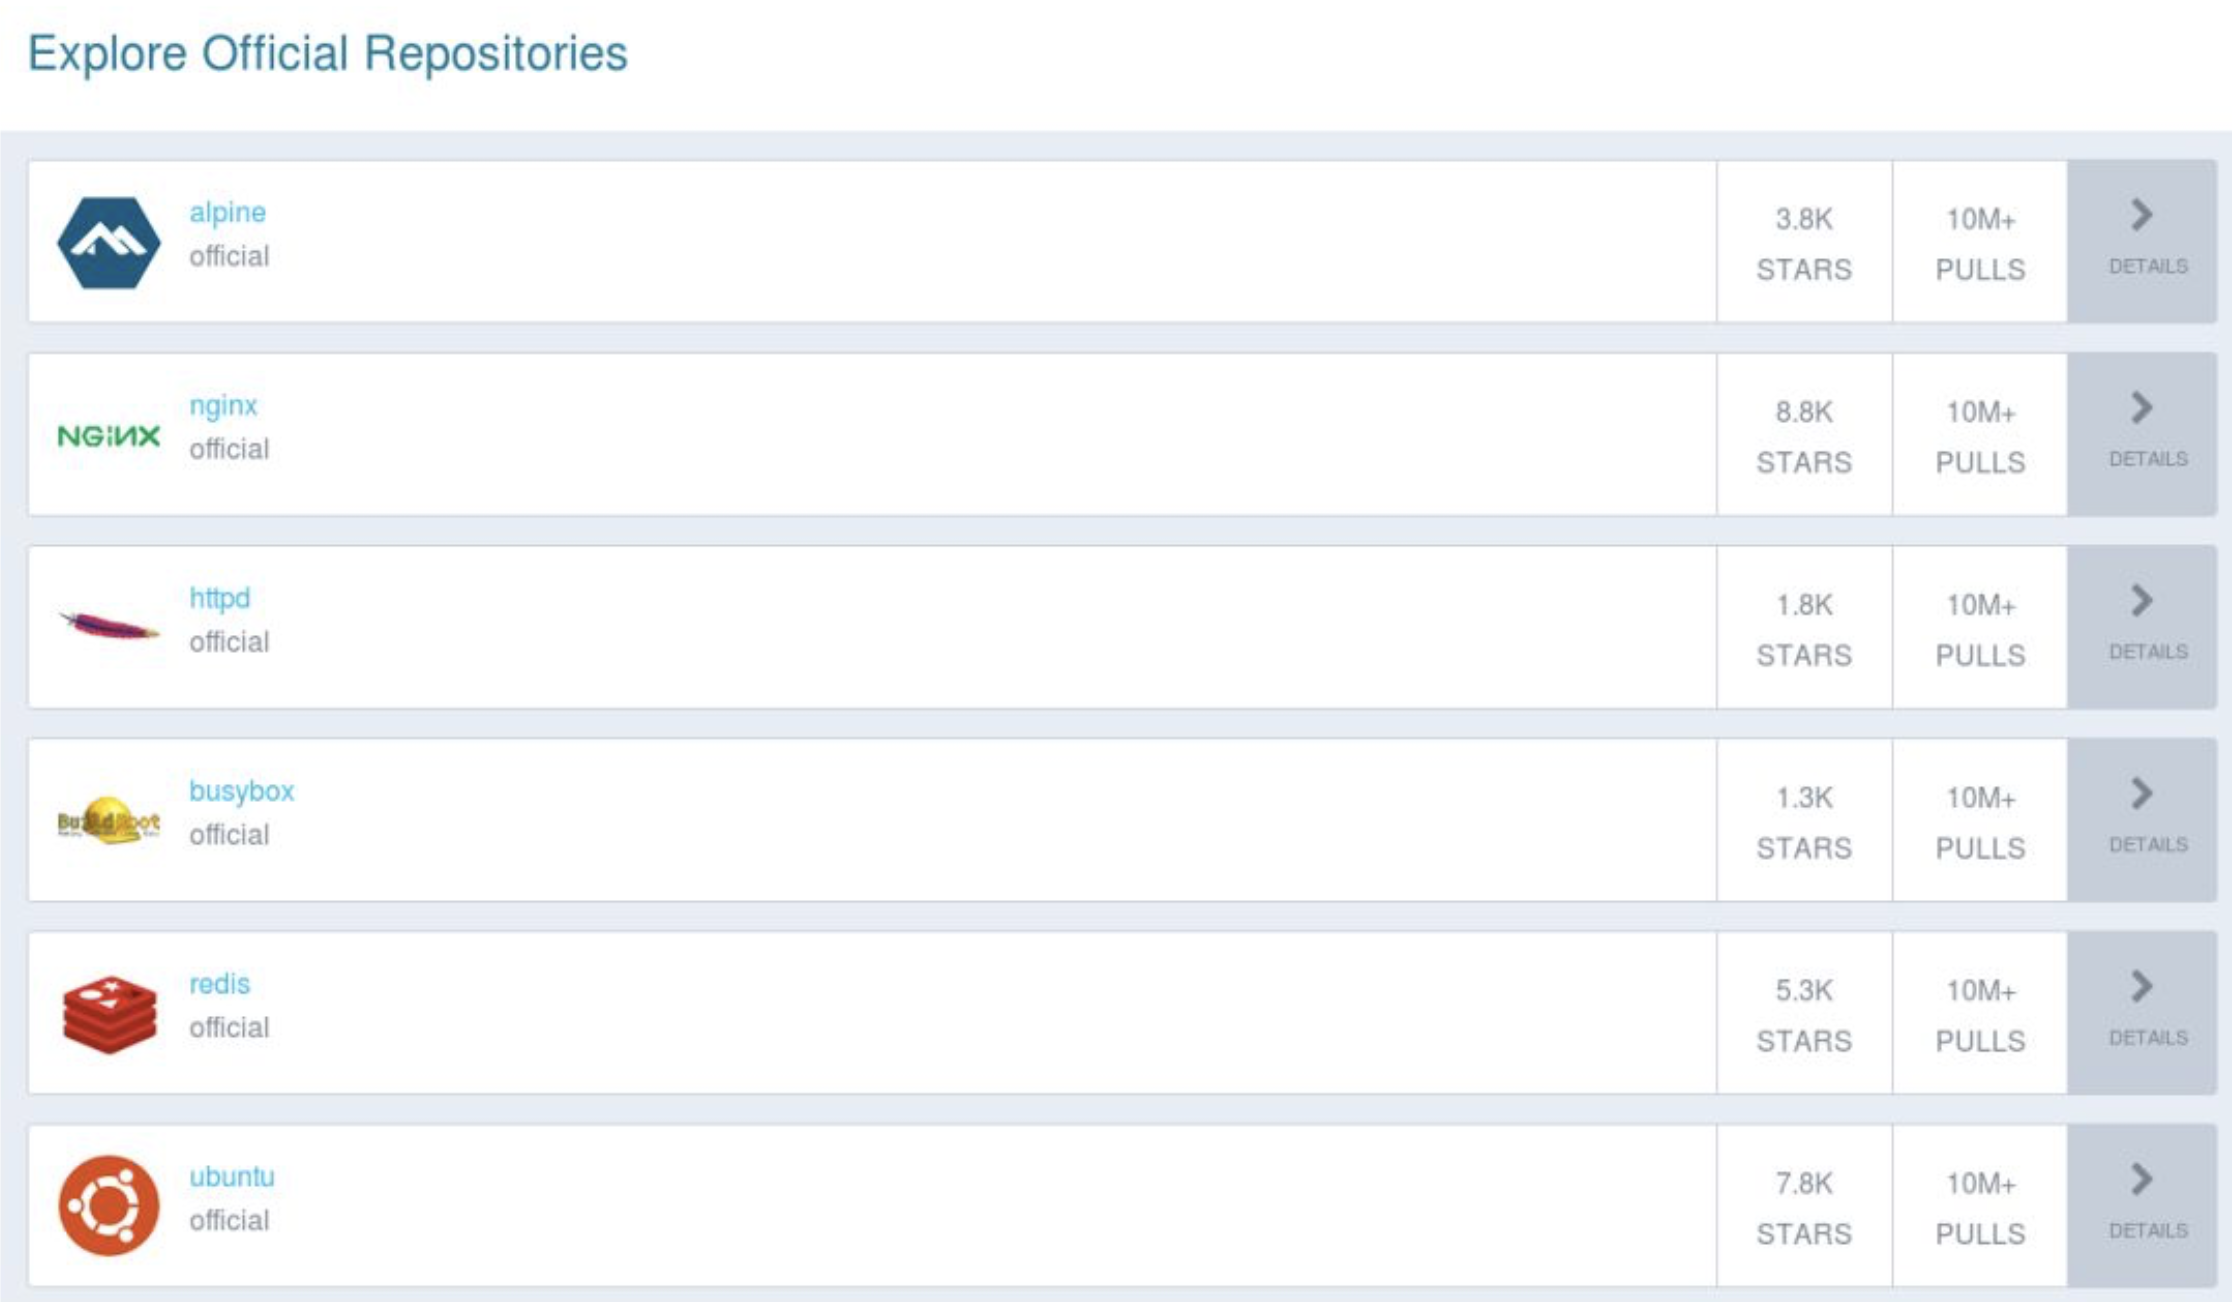 Explore Official Repositories
alpine
official
3.8K
STARS
10M+
PULLS
DETAILS
NGINX
nginx
official
8.8K
STARS
10M+
PULLS
DETAILS
httpd
official
1.8K
STARS
10M+
PULLS
DETAILS
busybox
official
1.3K
STARS
10M+
PULLS
DETAILS
redis
official
5.3K
STARS
10M+
PULLS
DETAILS
ubuntu
official
7.8K
STARS
10M+
PULLS
DETAILS